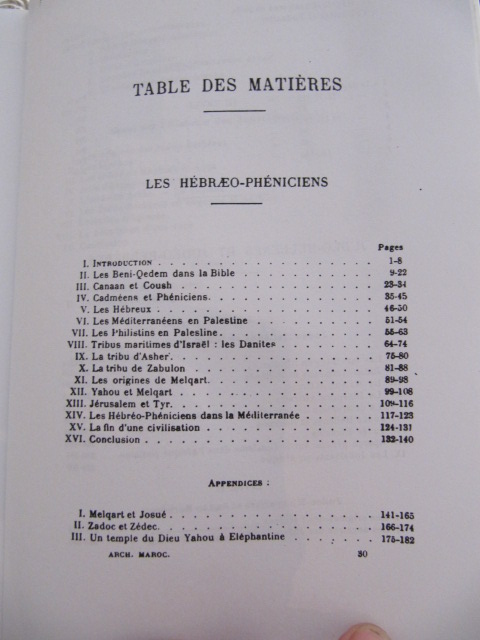 TABLE DES MATIÈRES
LES HÉBRÆO-PHÉNICIENS
Pages
I. INTRODUCTION . . . . . . . . . . . . . . 1-8
II. Les Beni-Qedem dans la Bible . . . . . . . . . 9-22
III. Canaan et Coush . . . . . . . . . . . . . 23-34
IV. Cadméens et Phéniciens. . . . . . . . . . . 35-45
V. Les Hébreux . . . . . . . . . . . . . . 46-50
VI. Les Méditerranéens en Palestine . . . . . . . . 51-54
VII. Les Philistins en Palestine. . . . . . . . . . . 55-63
VIII. Tribus maritimes d'Israël : les Danites . . . . . . 64-74
IX. La tribu d'Asher. . . . . . . . . . . . . . 75-80
X. La tribu de Zabulon . . . . . . . . . . . . 81-88
XI. Les origines de Melqart. . . . . . . . . . . 89-98
XII. Yahou et Melqart . . . . . . . . . . . . . 99-108
XIII. Jérusalem et Tyr. . . . . . . . . . . . . . 109-116
XIV. Les Hébréo-Phéniciens dans la Méditerranée . . . . . 117-123
XV. La fin d'une civilisation . . . . . . . . . . . 124-131
XVI. Conclusion . . . . . . . . . . . . . . . 132-140
APPENDICES :
I. Melqart et Josué . . . . . . . . . . . . . 141-165
II. Zadoc et Zédec. . . . . . . . . . . . . . 166-174
III. Un temple du Dieu Yahou à Eléphantine . . . . . . 175-182
ARCH. MAROC. 30